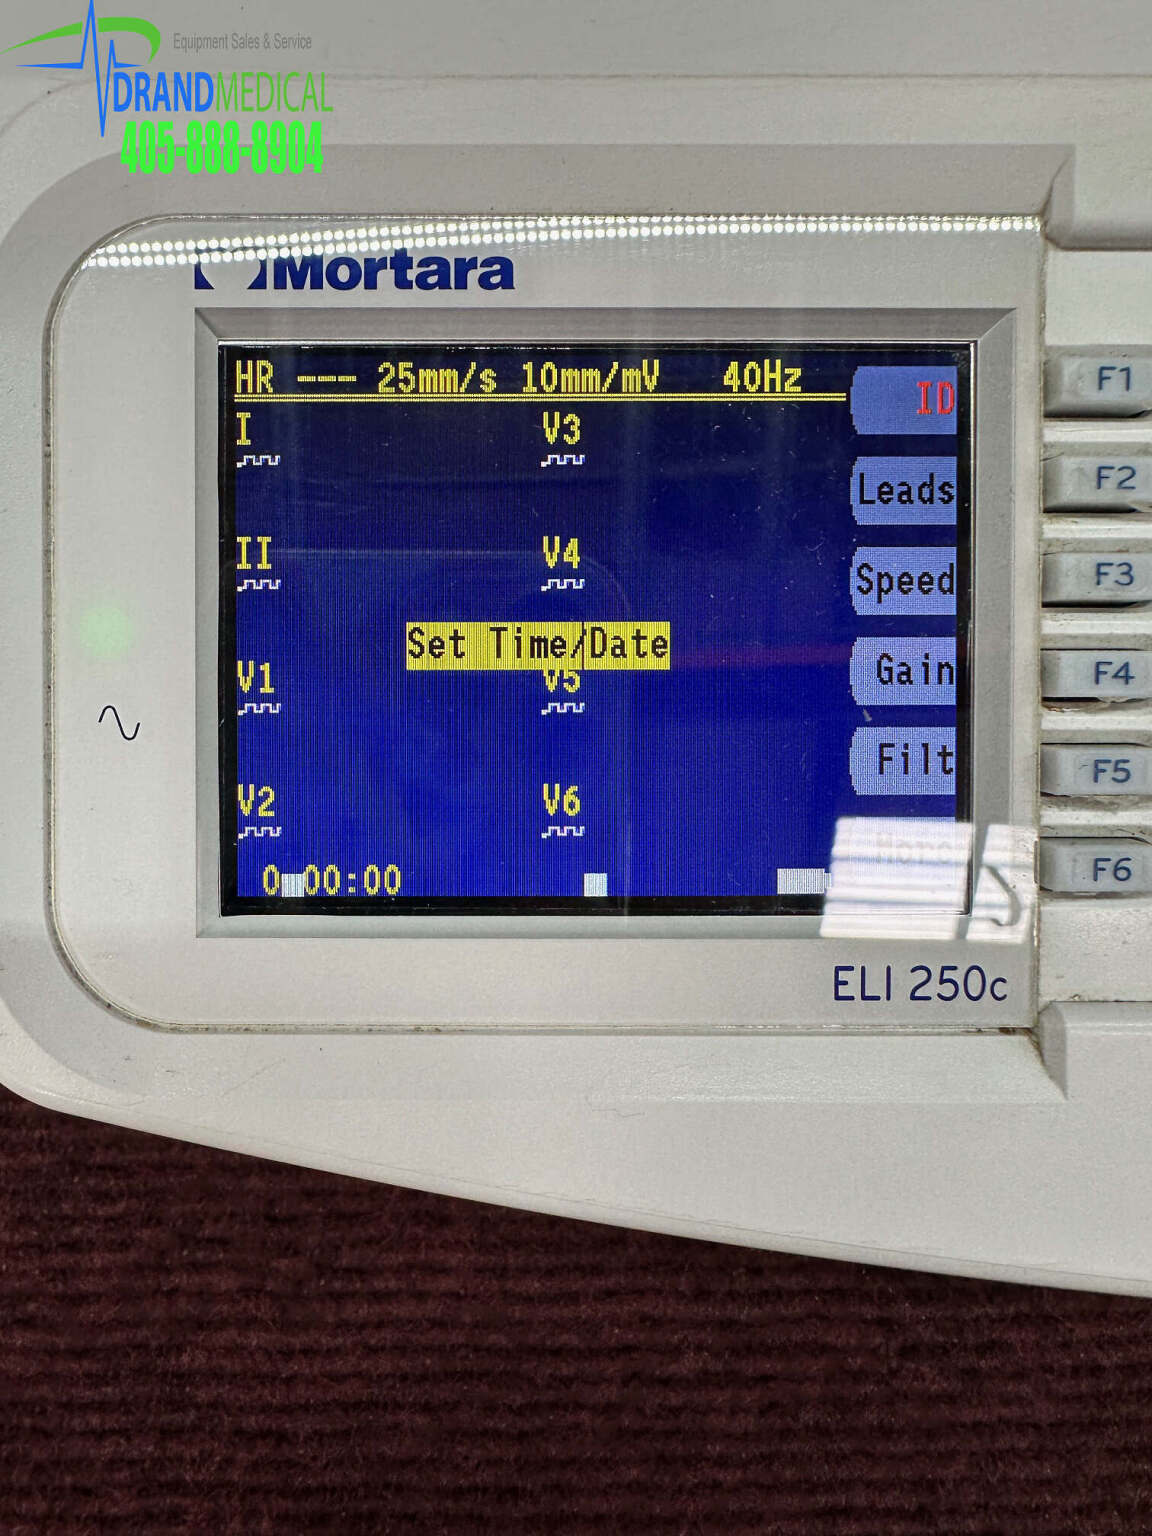 Equipment Sales & Service
DRANDMEDICAL
405-888-8904
Mortara
HR --- 25mm/s 10mm/mV 40Hz
ID
I V3
Leads
II V4
Speed
Set Time/Date
V1 V5
Gain
Filt
V2 V6
More
0 00:00
ELI 250c
F1
F2
F3
F4
F5
F6